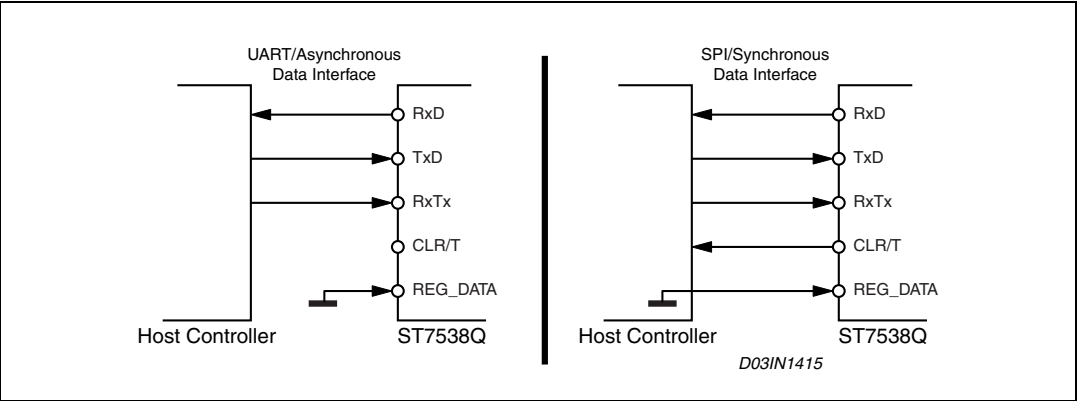 UART/Asynchronous
Data Interface
RxD
TxD
RxTx
CLR/T
REG_DATA
Host Controller
ST7538Q
SPI/Synchronous
Data Interface
RxD
TxD
RxTx
CLR/T
REG_DATA
Host Controller
ST7538Q
D03IN1415